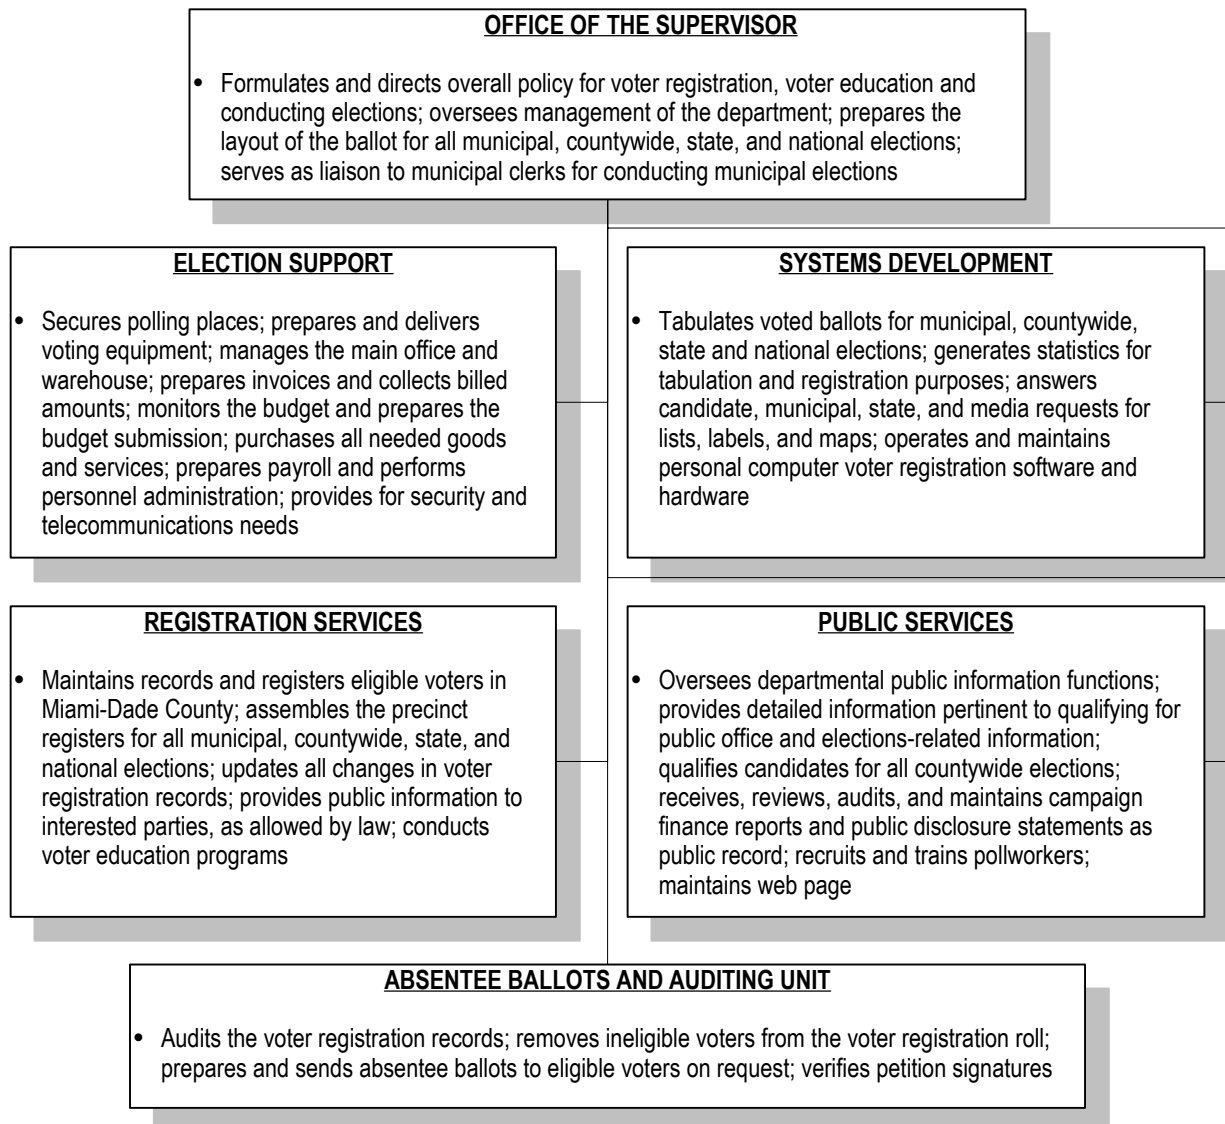 OFFICE OF THE SUPERVISOR
• Formulates and directs overall policy for voter registration, voter education and
conducting elections; oversees management of the department; prepares the
layout of the ballot for all municipal, countywide, state, and national elections;
serves as liaison to municipal clerks for conducting municipal elections
ELECTION SUPPORT
• Secures polling places; prepares and delivers
voting equipment; manages the main office and
warehouse; prepares invoices and collects billed
amounts; monitors the budget and prepares the
budget submission; purchases all needed goods
and services; prepares payroll and performs
personnel administration; provides for security and
telecommunications needs
SYSTEMS DEVELOPMENT
• Tabulates voted ballots for municipal, countywide,
state and national elections; generates statistics for
tabulation and registration purposes; answers
candidate, municipal, state, and media requests for
lists, labels, and maps; operates and maintains
personal computer voter registration software and
hardware
REGISTRATION SERVICES
• Maintains records and registers eligible voters in
Miami-Dade County; assembles the precinct
registers for all municipal, countywide, state, and
national elections; updates all changes in voter
registration records; provides public information to
interested parties, as allowed by law; conducts
voter education programs
PUBLIC SERVICES
• Oversees departmental public information functions;
provides detailed information pertinent to qualifying for
public office and elections-related information;
qualifies candidates for all countywide elections;
receives, reviews, audits, and maintains campaign
finance reports and public disclosure statements as
public record; recruits and trains pollworkers;
maintains web page
ABSENTEE BALLOTS AND AUDITING UNIT
• Audits the voter registration records; removes ineligible voters from the voter registration roll;
prepares and sends absentee ballots to eligible voters on request; verifies petition signatures